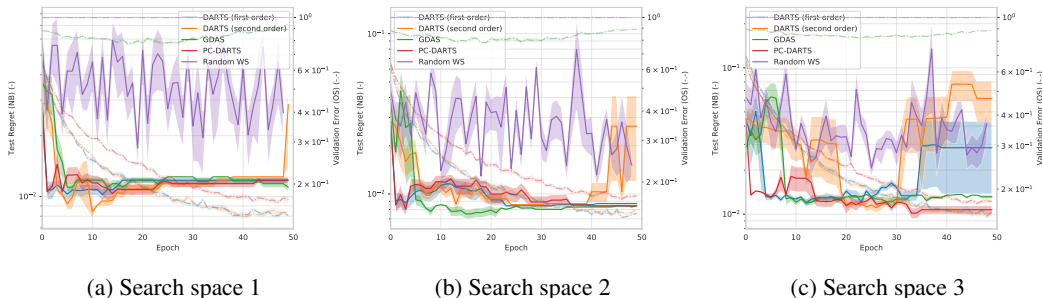 DARTS (first order)
DARTS (second order)
GDAS
PC-DARTS
Random WS
Test Regret (NB) (-)
10⁻²
Validation Error (OS) (-.-)
10⁰
6 × 10⁻¹
4 × 10⁻¹
3 × 10⁻¹
2 × 10⁻¹
0 10 20 30 40 50
Epoch
(a) Search space 1
DARTS (first order)
DARTS (second order)
GDAS
PC-DARTS
Random WS
Test Regret (NB) (-)
10⁻¹
10⁻²
Validation Error (OS) (-.-)
10⁰
6 × 10⁻¹
4 × 10⁻¹
3 × 10⁻¹
2 × 10⁻¹
0 10 20 30 40 50
Epoch
(b) Search space 2
DARTS (first order)
DARTS (second order)
GDAS
PC-DARTS
Random WS
Test Regret (NB) (-)
10⁻¹
10⁻²
Validation Error (OS) (-.-)
10⁰
6 × 10⁻¹
4 × 10⁻¹
3 × 10⁻¹
2 × 10⁻¹
0 10 20 30 40 50
Epoch
(c) Search space 3